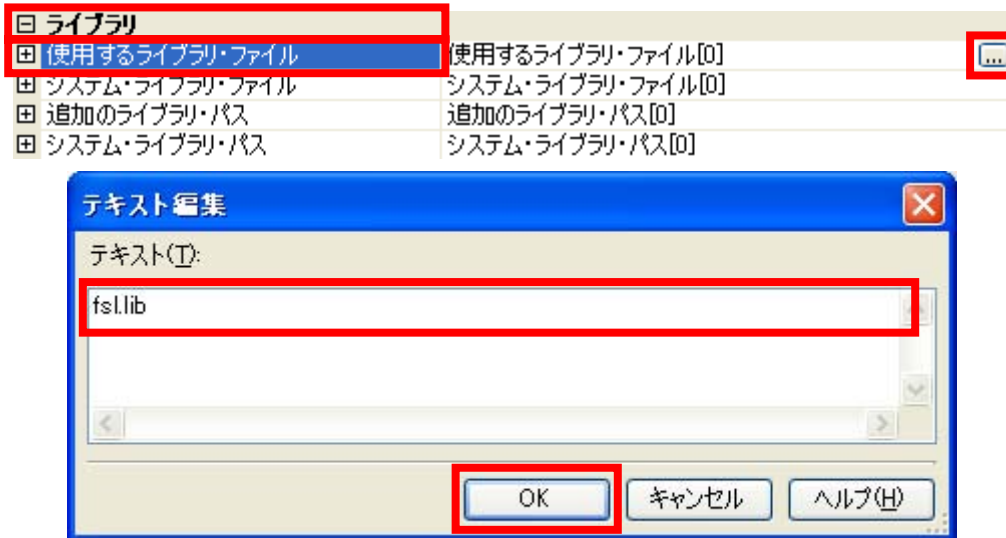 ライブラリ
使用するライブラリ・ファイル 使用するライブラリ・ファイル[0] ...
システム・ライブラリ・ファイル システム・ライブラリ・ファイル[0]
追加のライブラリ・パス 追加のライブラリ・パス[0]
システム・ライブラリ・パス システム・ライブラリ・パス[0]
テキスト編集
テキスト(T):
fsl.lib
OK キャンセル ヘルプ(H)